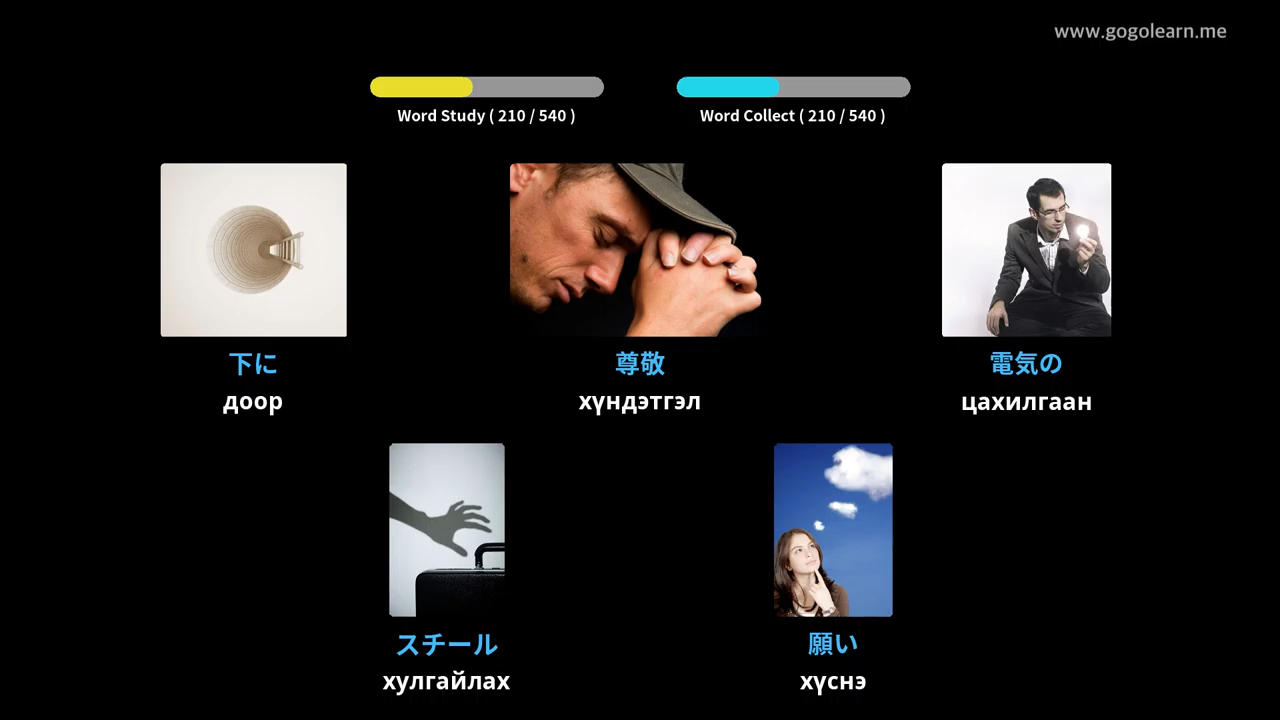 www.gogolearn.me
Word Study ( 210 / 540 )
Word Collect ( 210 / 540 )
下に
доор
尊敬
хүндэтгэл
電気の
цахилгаан
スチール
хулгайлах
願い
хүснэ